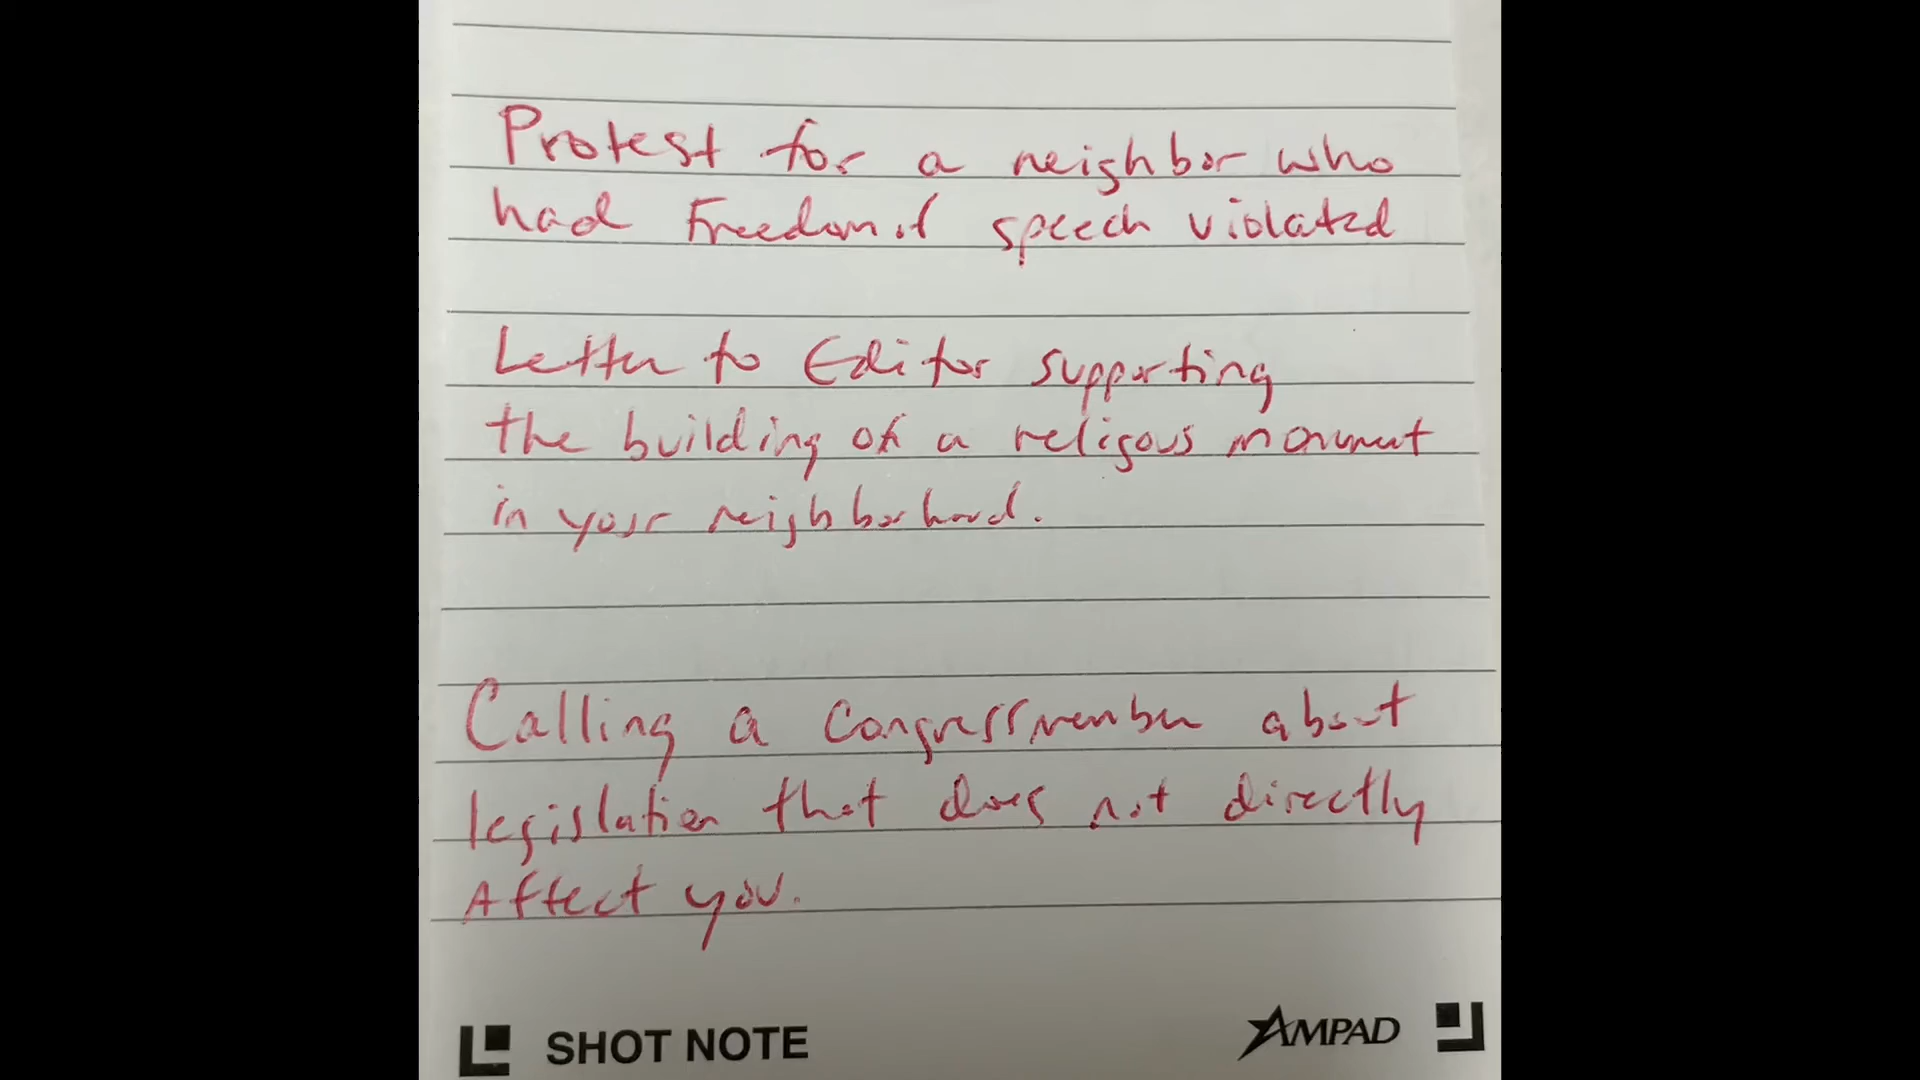 Protest for a neighbor who
had Freedom of speech violated
Letter to Editor supporting
the building of a religous monument
in your neighborhood.
Calling a Congressmember about
legislation that does not directly
Affect you.
SHOT NOTE
AMPAD